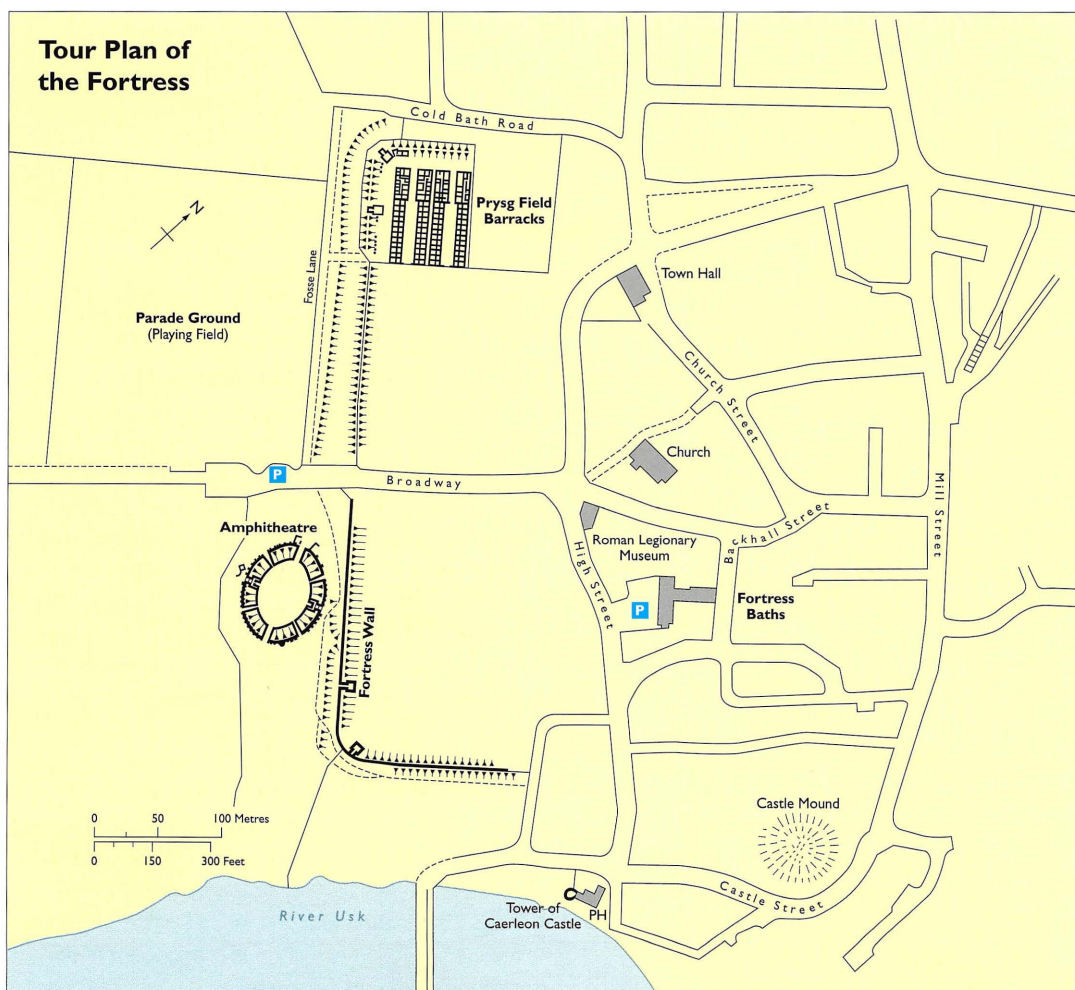 Tour Plan of
the Fortress
Cold Bath Road
Prysg Field
Barracks
N
Fosse Lane
Town Hall
Parade Ground
(Playing Field)
Church Street
Church
Mill Street
P
Broadway
Amphitheatre
Backhall Street
Roman Legionary
Museum
High Street
P
Fortress
Baths
Fortress Wall
0 50 100 Metres
0 150 300 Feet
Castle Mound
Castle Street
River Usk
Tower of
Caerleon Castle
PH